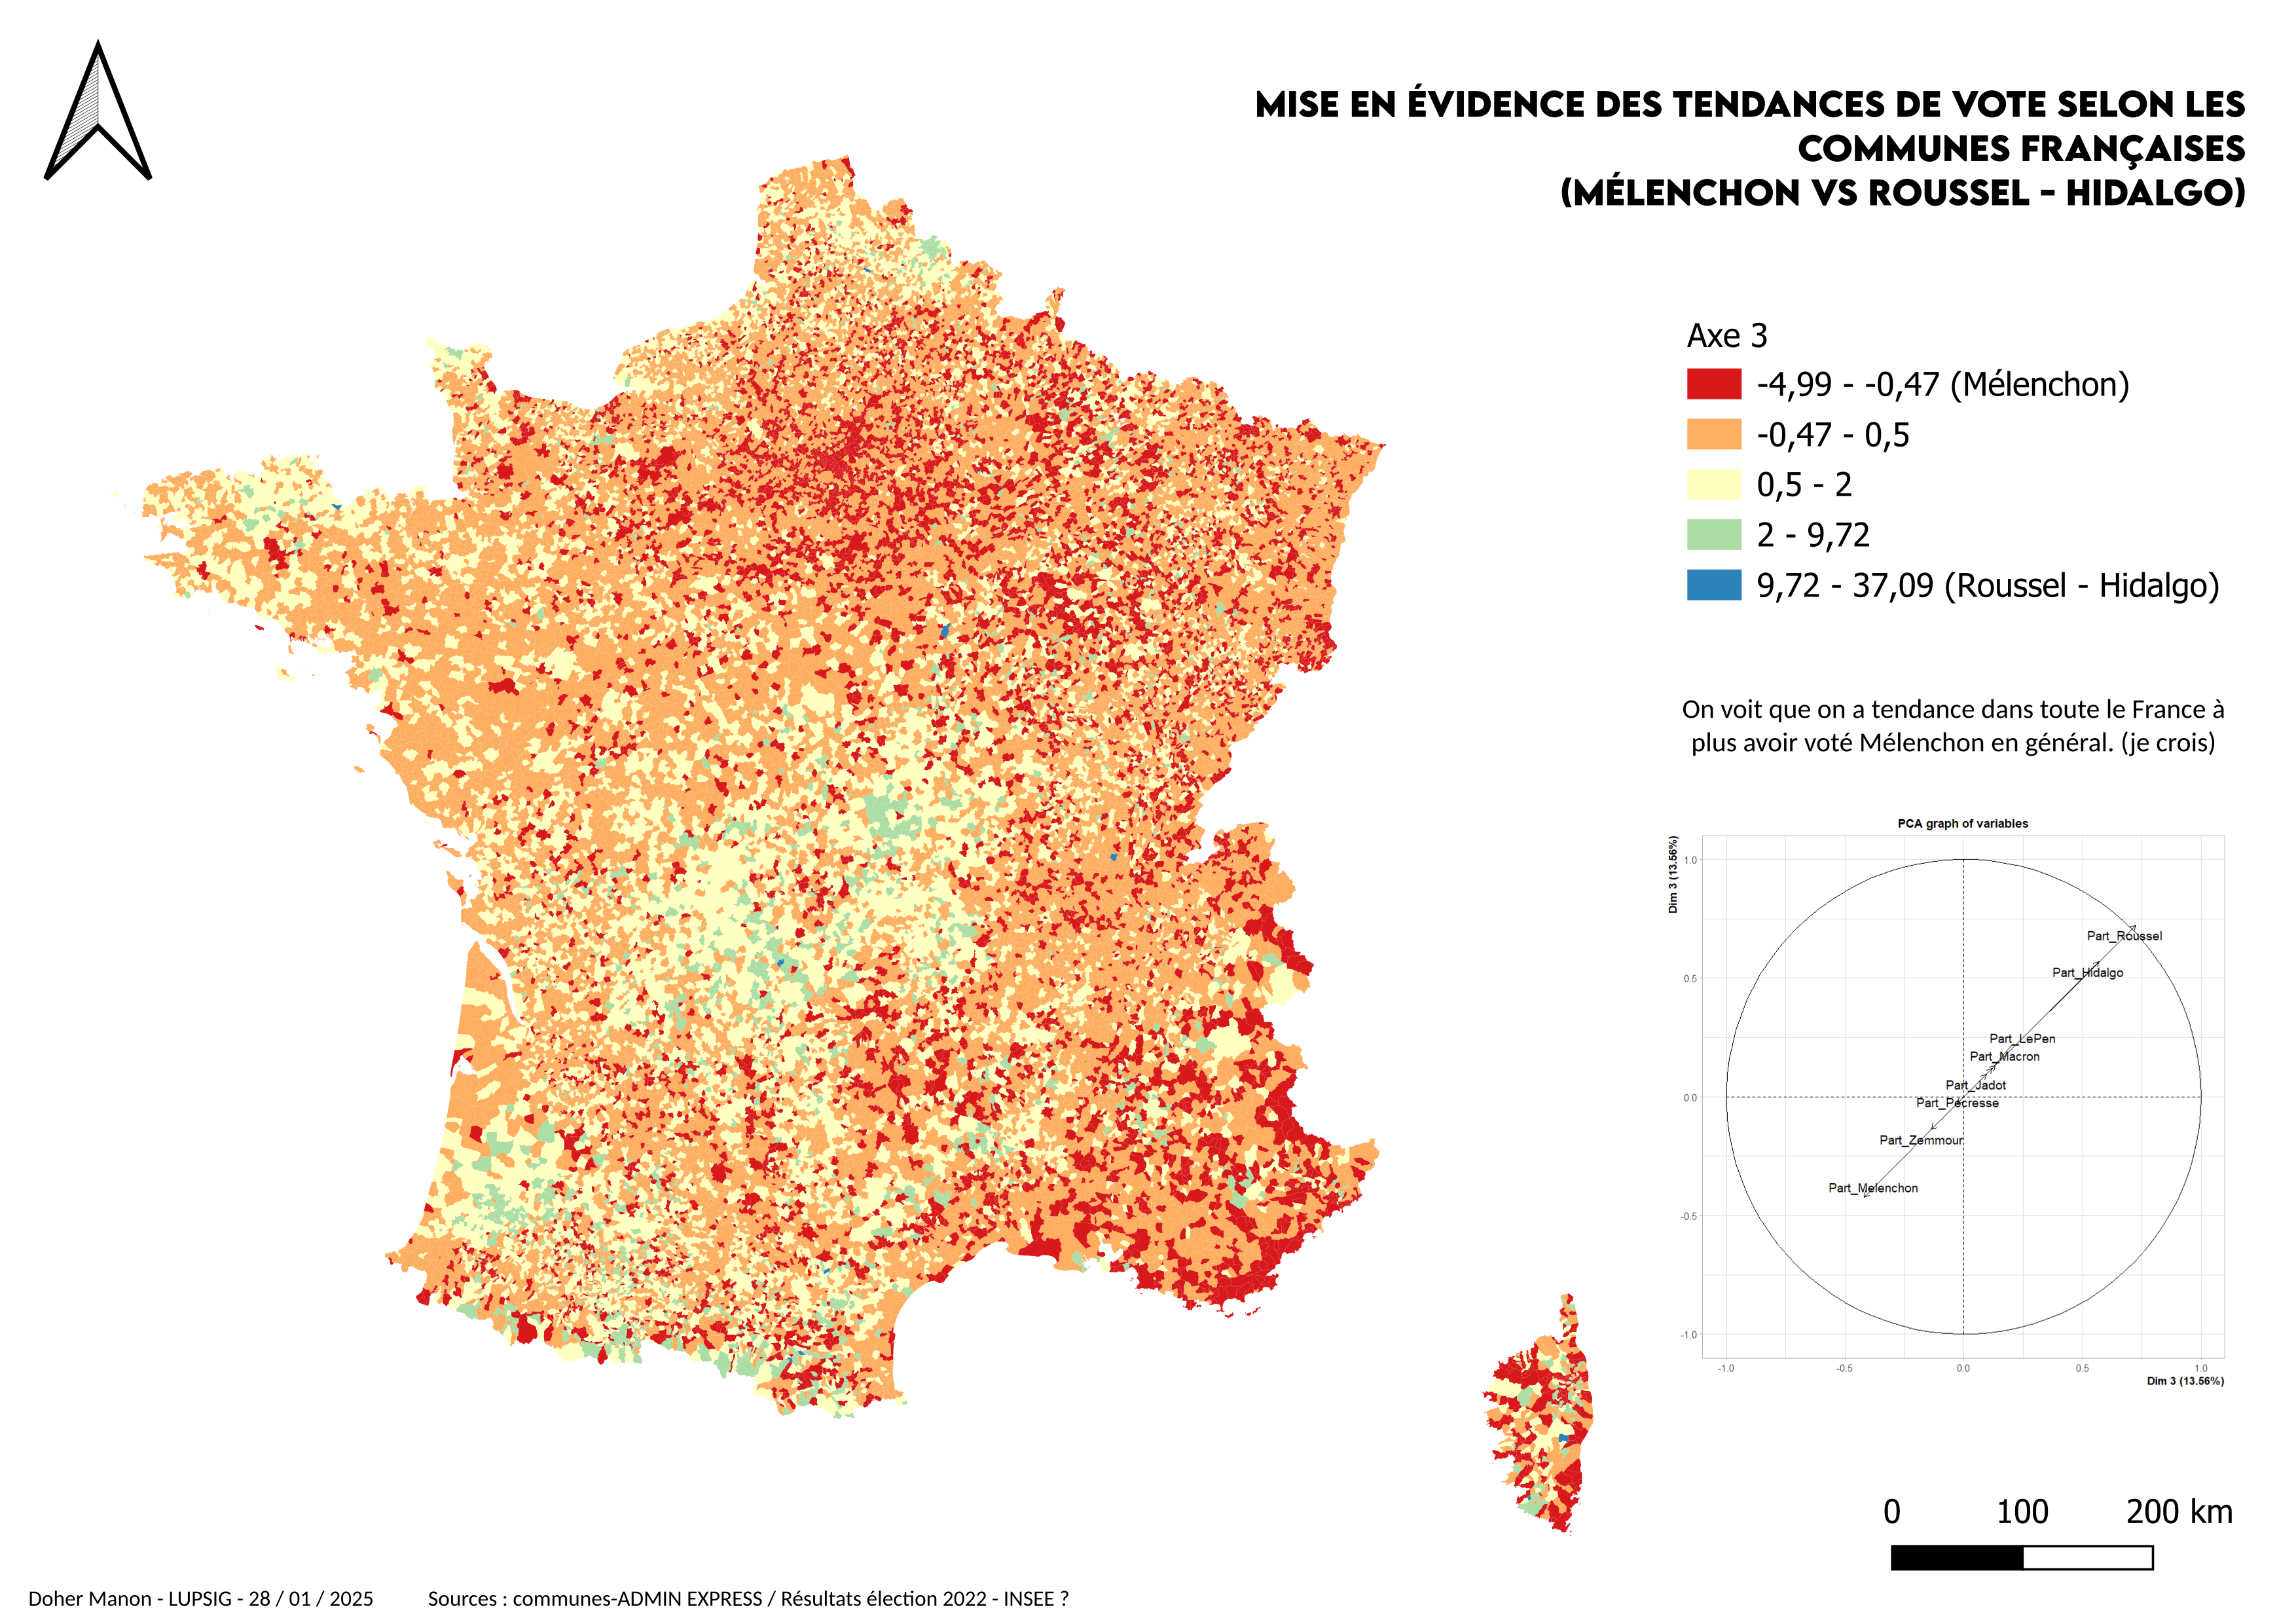 MISE EN ÉVIDENCE DES TENDANCES DE VOTE SELON LES
COMMUNES FRANÇAISES
(MÉLENCHON VS ROUSSEL - HIDALGO)
Axe 3
-4,99 - -0,47 (Mélenchon)
-0,47 - 0,5
0,5 - 2
2 - 9,72
9,72 - 37,09 (Roussel - Hidalgo)
On voit que on a tendance dans toute le France à
plus avoir voté Mélenchon en général. (je crois)
PCA graph of variables
Dim 3 (13.56%)
1.0
0.5
0.0
-0.5
-1.0
Part_Roussel
Part_Hidalgo
Part_LePen
Part_Macron
Part_Jadot
Part_Pecresse
Part_Zemmour
Part_Melenchon
-1.0 -0.5 0.0 0.5 1.0
Dim 3 (13.56%)
0 100 200 km
Doher Manon - LUPSIG - 28 / 01 / 2025 Sources : communes-ADMIN EXPRESS / Résultats élection 2022 - INSEE ?